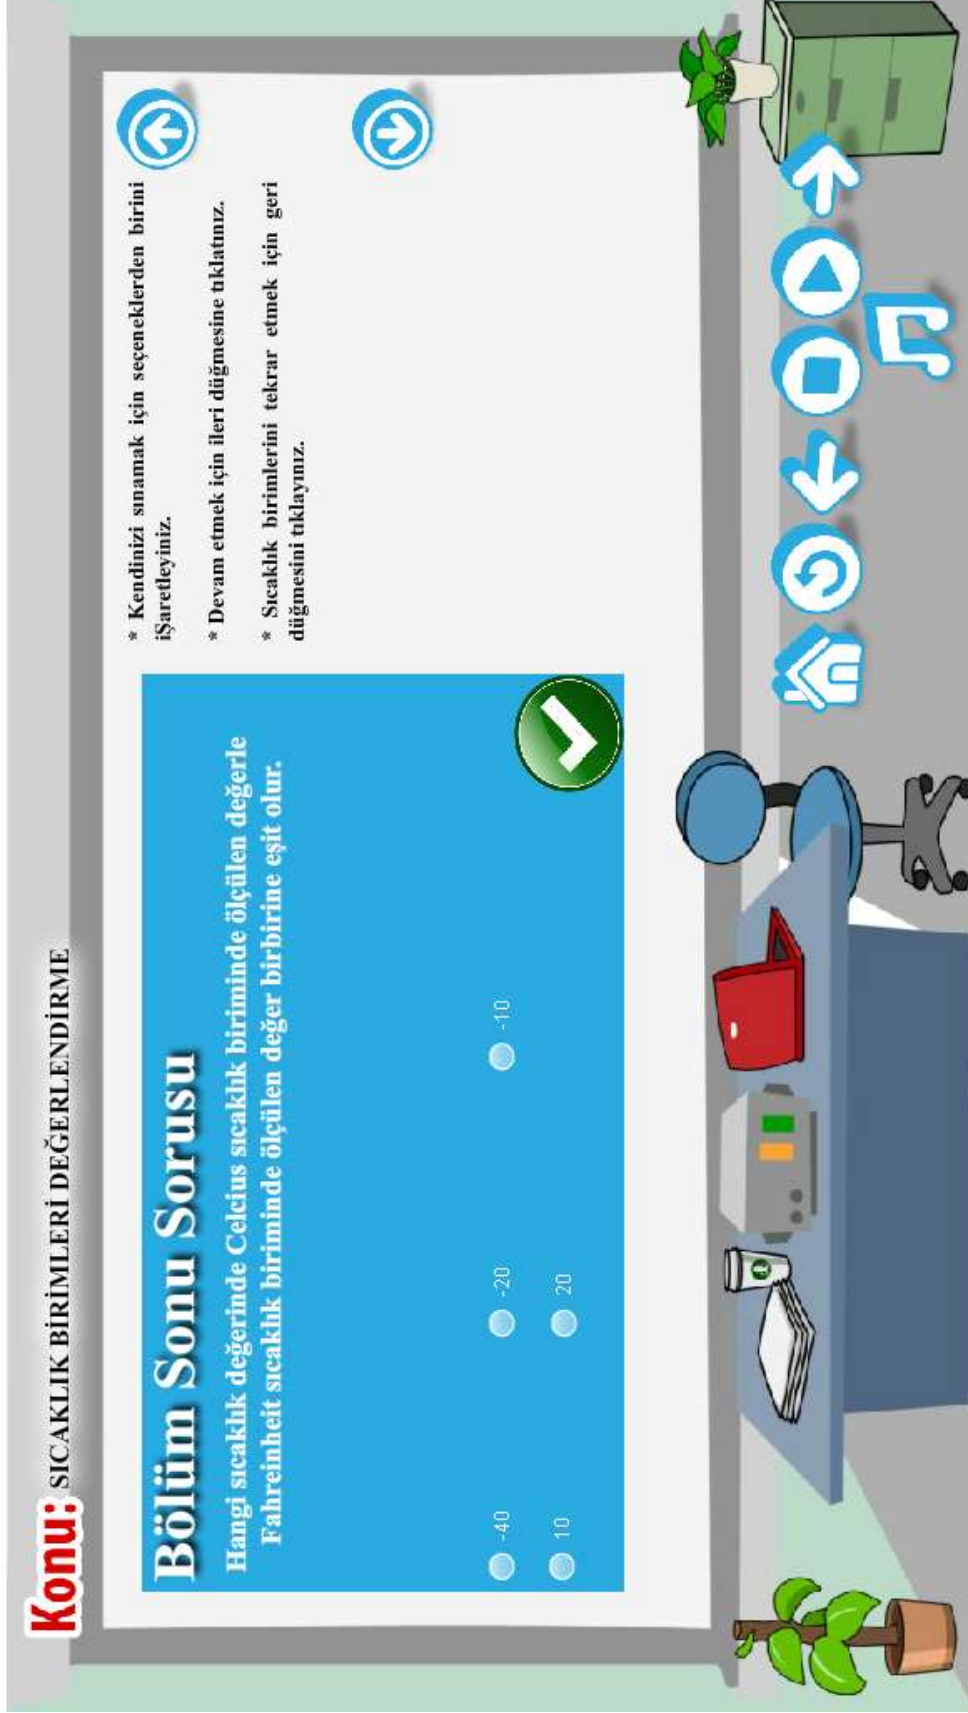 Konu: SICAKLIK BİRİMLERİ DEĞERLENDİRME
Bölüm Sonu Sorusu
Hangi sıcaklık değerinde Celcius sıcaklık biriminde ölçülen değerle
Fahreinheit sıcaklık biriminde ölçülen değer birbirine eşit olur.
-40
-20
-10
10
20
* Kendinizi sınamak için seçeneklerden birini
işaretleyiniz.
* Devam etmek için ileri düğmesine tıklatınız.
* Sıcaklık birimlerini tekrar etmek için geri
düğmesini tıklayınız.